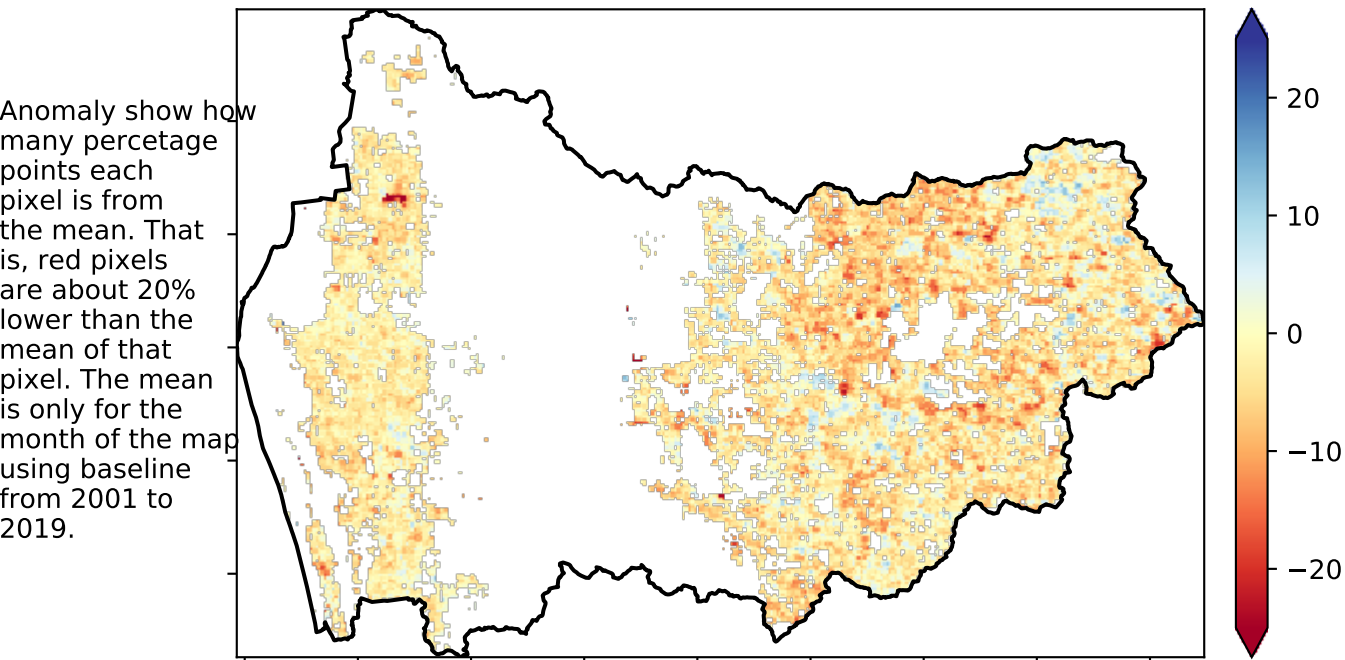 Anomaly show how
many percetage
points each
pixel is from
the mean. That
is, red pixels
are about 20%
lower than the
mean of that
pixel. The mean
is only for the
month of the map
using baseline
from 2001 to
2019.
20
10
0
−10
−20